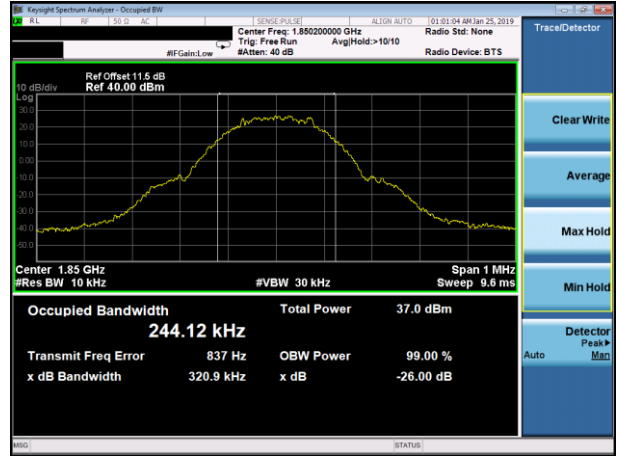 Keysight Spectrum Analyzer - Occupied BW
RL RF 50 Ω AC SENSE:PULSE ALIGN AUTO 01:01:04 AM Jan 25, 2019
Center Freq: 1.850200000 GHz Radio Std: None
Trig: Free Run Avg|Hold:>10/10
#IFGain:Low #Atten: 40 dB Radio Device: BTS
Trace/Detector
Ref Offset 11.5 dB
10 dB/div Ref 40.00 dBm
Log
30.0
20.0
10.0
0.00
-10.0
-20.0
-30.0
-40.0
-50.0
Center 1.85 GHz Span 1 MHz
#Res BW 10 kHz #VBW 30 kHz Sweep 9.6 ms
Occupied Bandwidth Total Power 37.0 dBm
244.12 kHz
Transmit Freq Error 837 Hz OBW Power 99.00 %
x dB Bandwidth 320.9 kHz x dB -26.00 dB
Clear Write
Average
Max Hold
Min Hold
Detector
Peak▶
Auto Man
MSG STATUS